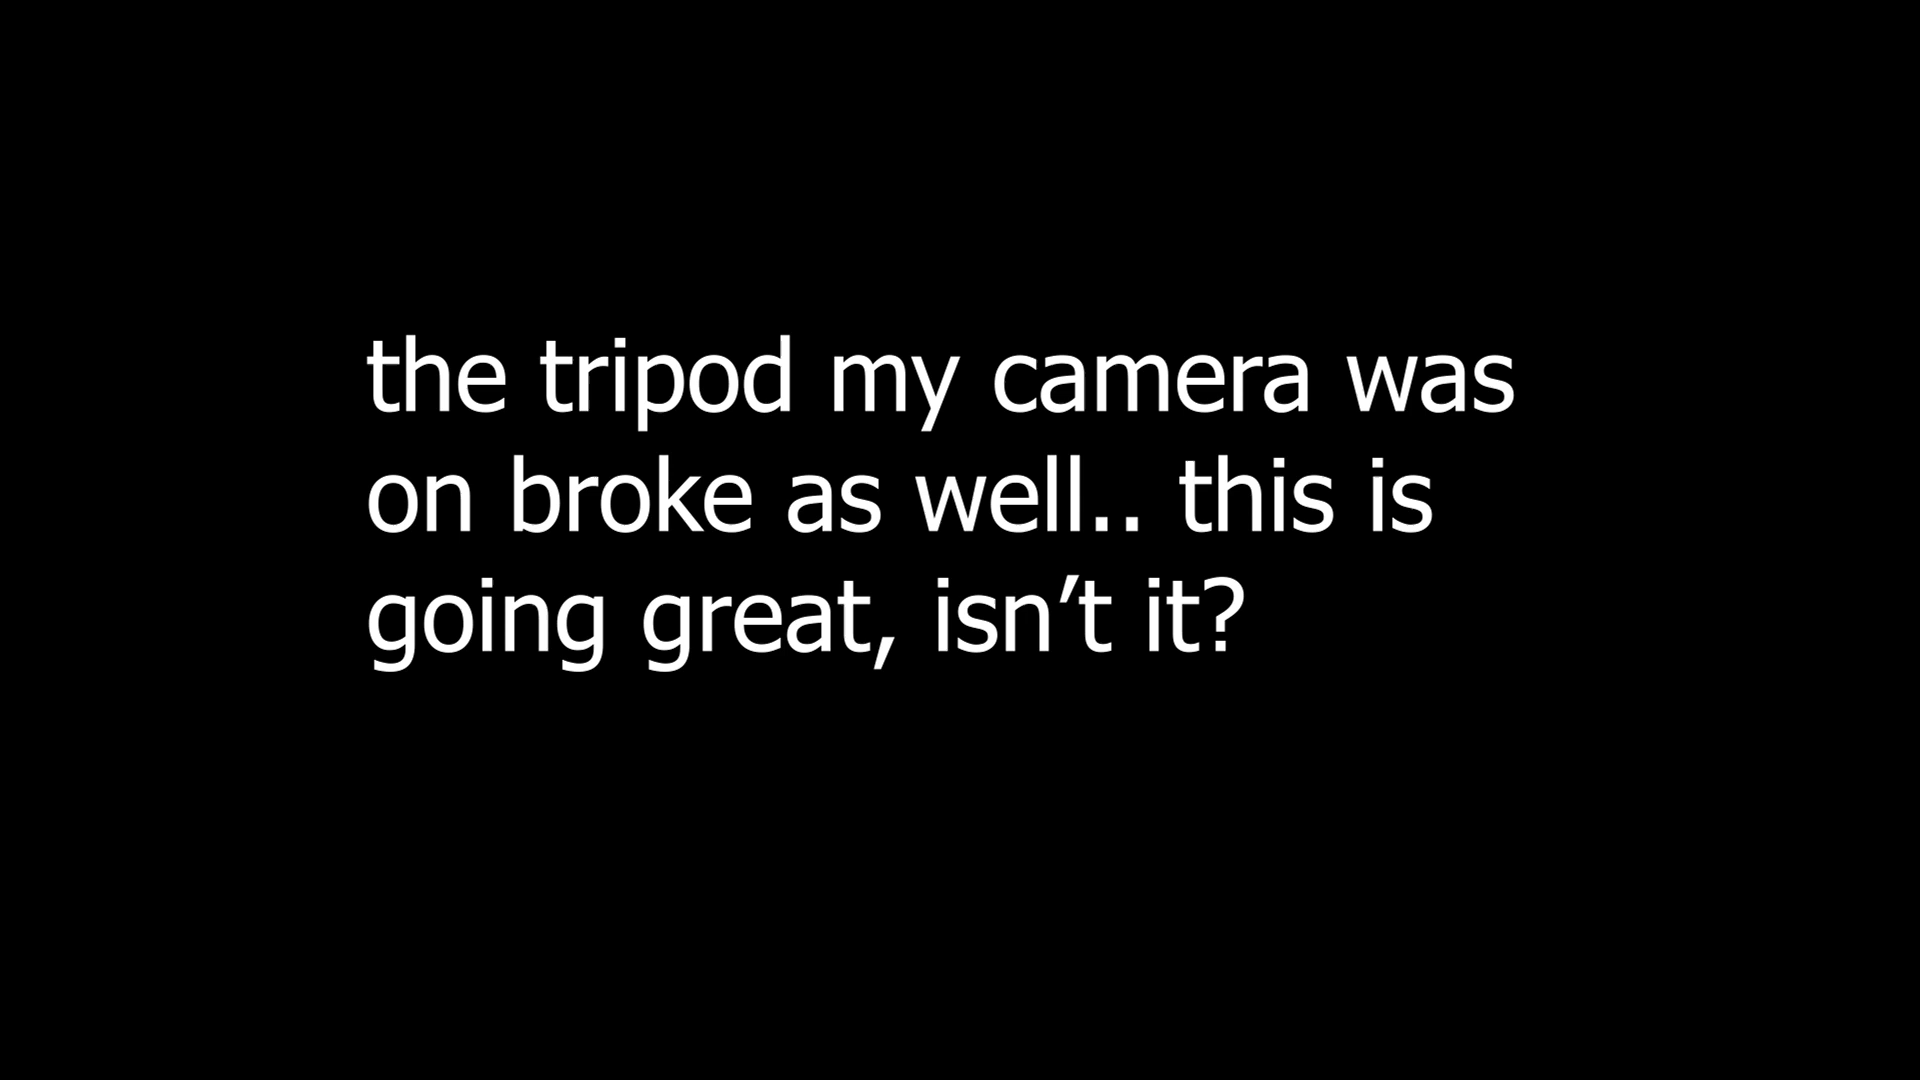 the tripod my camera was
on broke as well.. this is
going great, isn’t it?